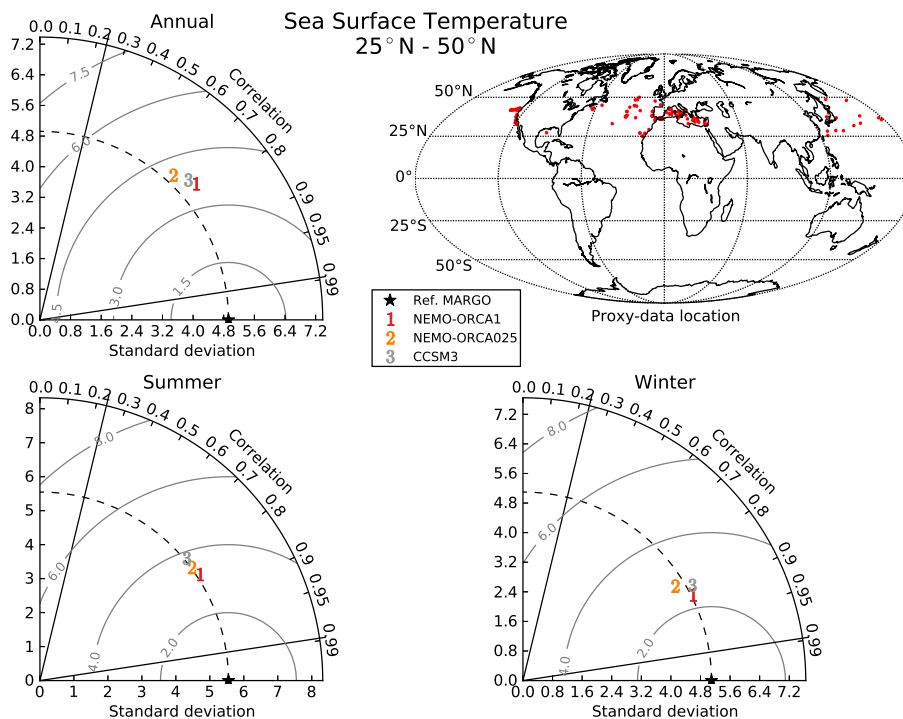 Sea Surface Temperature
25°N - 50°N
Annual
0.0 0.1 0.2 0.3 0.4 0.5 0.6 0.7 0.8 0.9 0.95 0.99
Correlation
7.2
6.4
5.6
4.8
4.0
3.2
2.4
1.6
0.8
0.0
7.5
6.0
4.5
3.0
1.5
2 3 1
0.0 0.8 1.6 2.4 3.2 4.0 4.8 5.6 6.4 7.2
Standard deviation
50°N
25°N
0°
25°S
50°S
Proxy-data location
Ref. MARGO
1 NEMO-ORCA1
2 NEMO-ORCA025
3 CCSM3
Summer
0.0 0.1 0.2 0.3 0.4 0.5 0.6 0.7 0.8 0.9 0.95 0.99
Correlation
8
7
6
5
4
3
2
1
0
8.0
6.0
4.0
2.0
3
2
1
0 1 2 3 4 5 6 7 8
Standard deviation
Winter
0.0 0.1 0.2 0.3 0.4 0.5 0.6 0.7 0.8 0.9 0.95 0.99
Correlation
7.2
6.4
5.6
4.8
4.0
3.2
2.4
1.6
0.8
0.0
8.0
6.0
4.0
2.0
2 3
1
0.0 0.8 1.6 2.4 3.2 4.0 4.8 5.6 6.4 7.2
Standard deviation